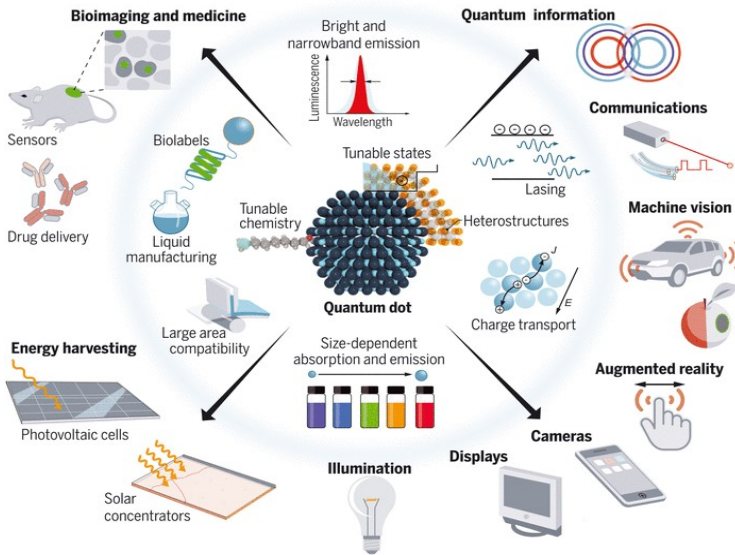 Bioimaging and medicine
Sensors
Drug delivery
Biolabels
Liquid
manufacturing
Bright and
narrowband emission
Luminescence
Wavelength
Quantum information
Communications
Lasing
Tunable states
Tunable
chemistry
Heterostructures
Quantum dot
Machine vision
J
E
Charge transport
Large area
compatibility
Size-dependent
absorption and emission
Energy harvesting
Photovoltaic cells
Solar
concentrators
Illumination
Displays
Cameras
Augmented reality